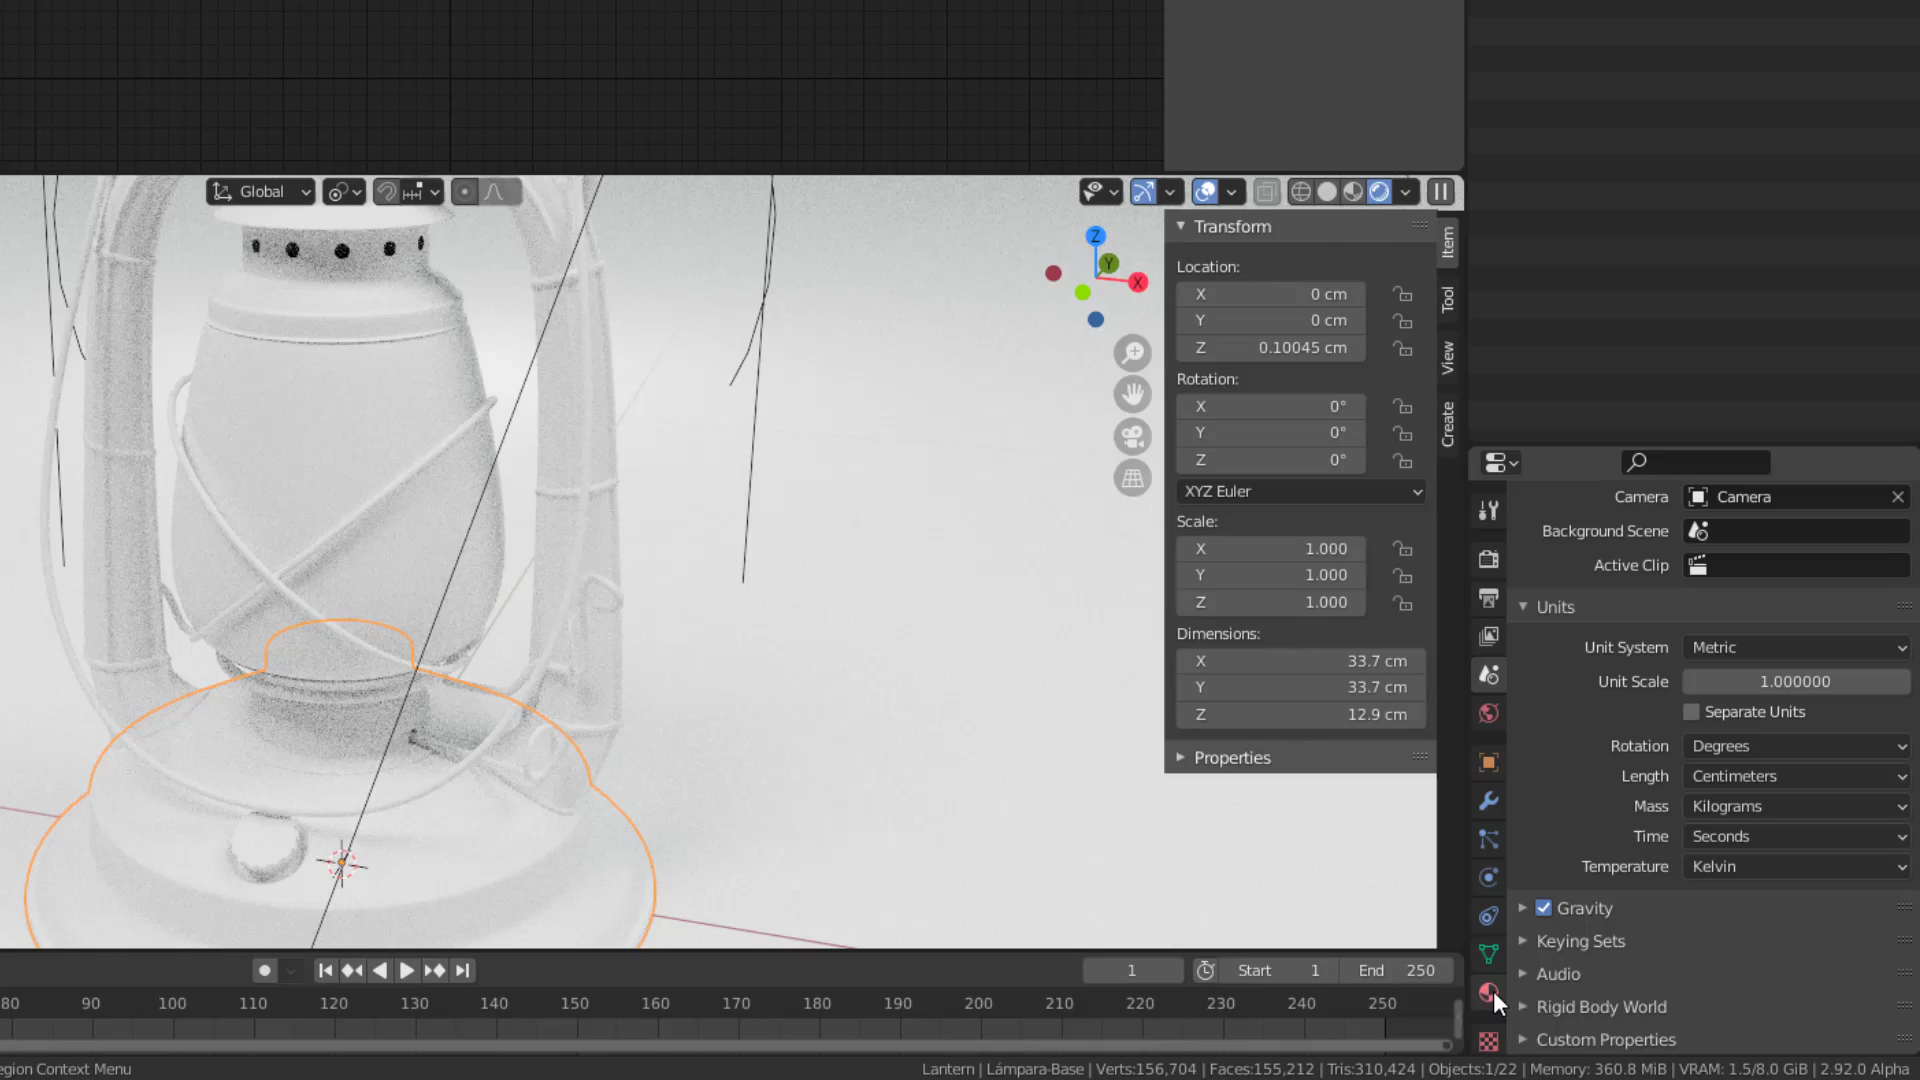 Global
Z
Y
X
Transform
Location:
X 0 cm
Y 0 cm
Z 0.10045 cm
Rotation:
X 0°
Y 0°
Z 0°
XYZ Euler
Scale:
X 1.000
Y 1.000
Z 1.000
Dimensions:
X 33.7 cm
Y 33.7 cm
Z 12.9 cm
Properties
Item
Tool
View
Create
Camera Camera
Background Scene
Active Clip
Units
Unit System Metric
Unit Scale 1.000000
Separate Units
Rotation Degrees
Length Centimeters
Mass Kilograms
Time Seconds
Temperature Kelvin
Gravity
Keying Sets
Audio
Rigid Body World
Custom Properties
1 Start 1 End 250
80 90 100 110 120 130 140 150 160 170 180 190 200 210 220 230 240 250
egion Context Menu
Lantern | Lámpara-Base | Verts:156,704 | Faces:155,212 | Tris:310,424 | Objects:1/22 | Memory: 360.8 MiB | VRAM: 1.5/8.0 GiB | 2.92.0 Alpha